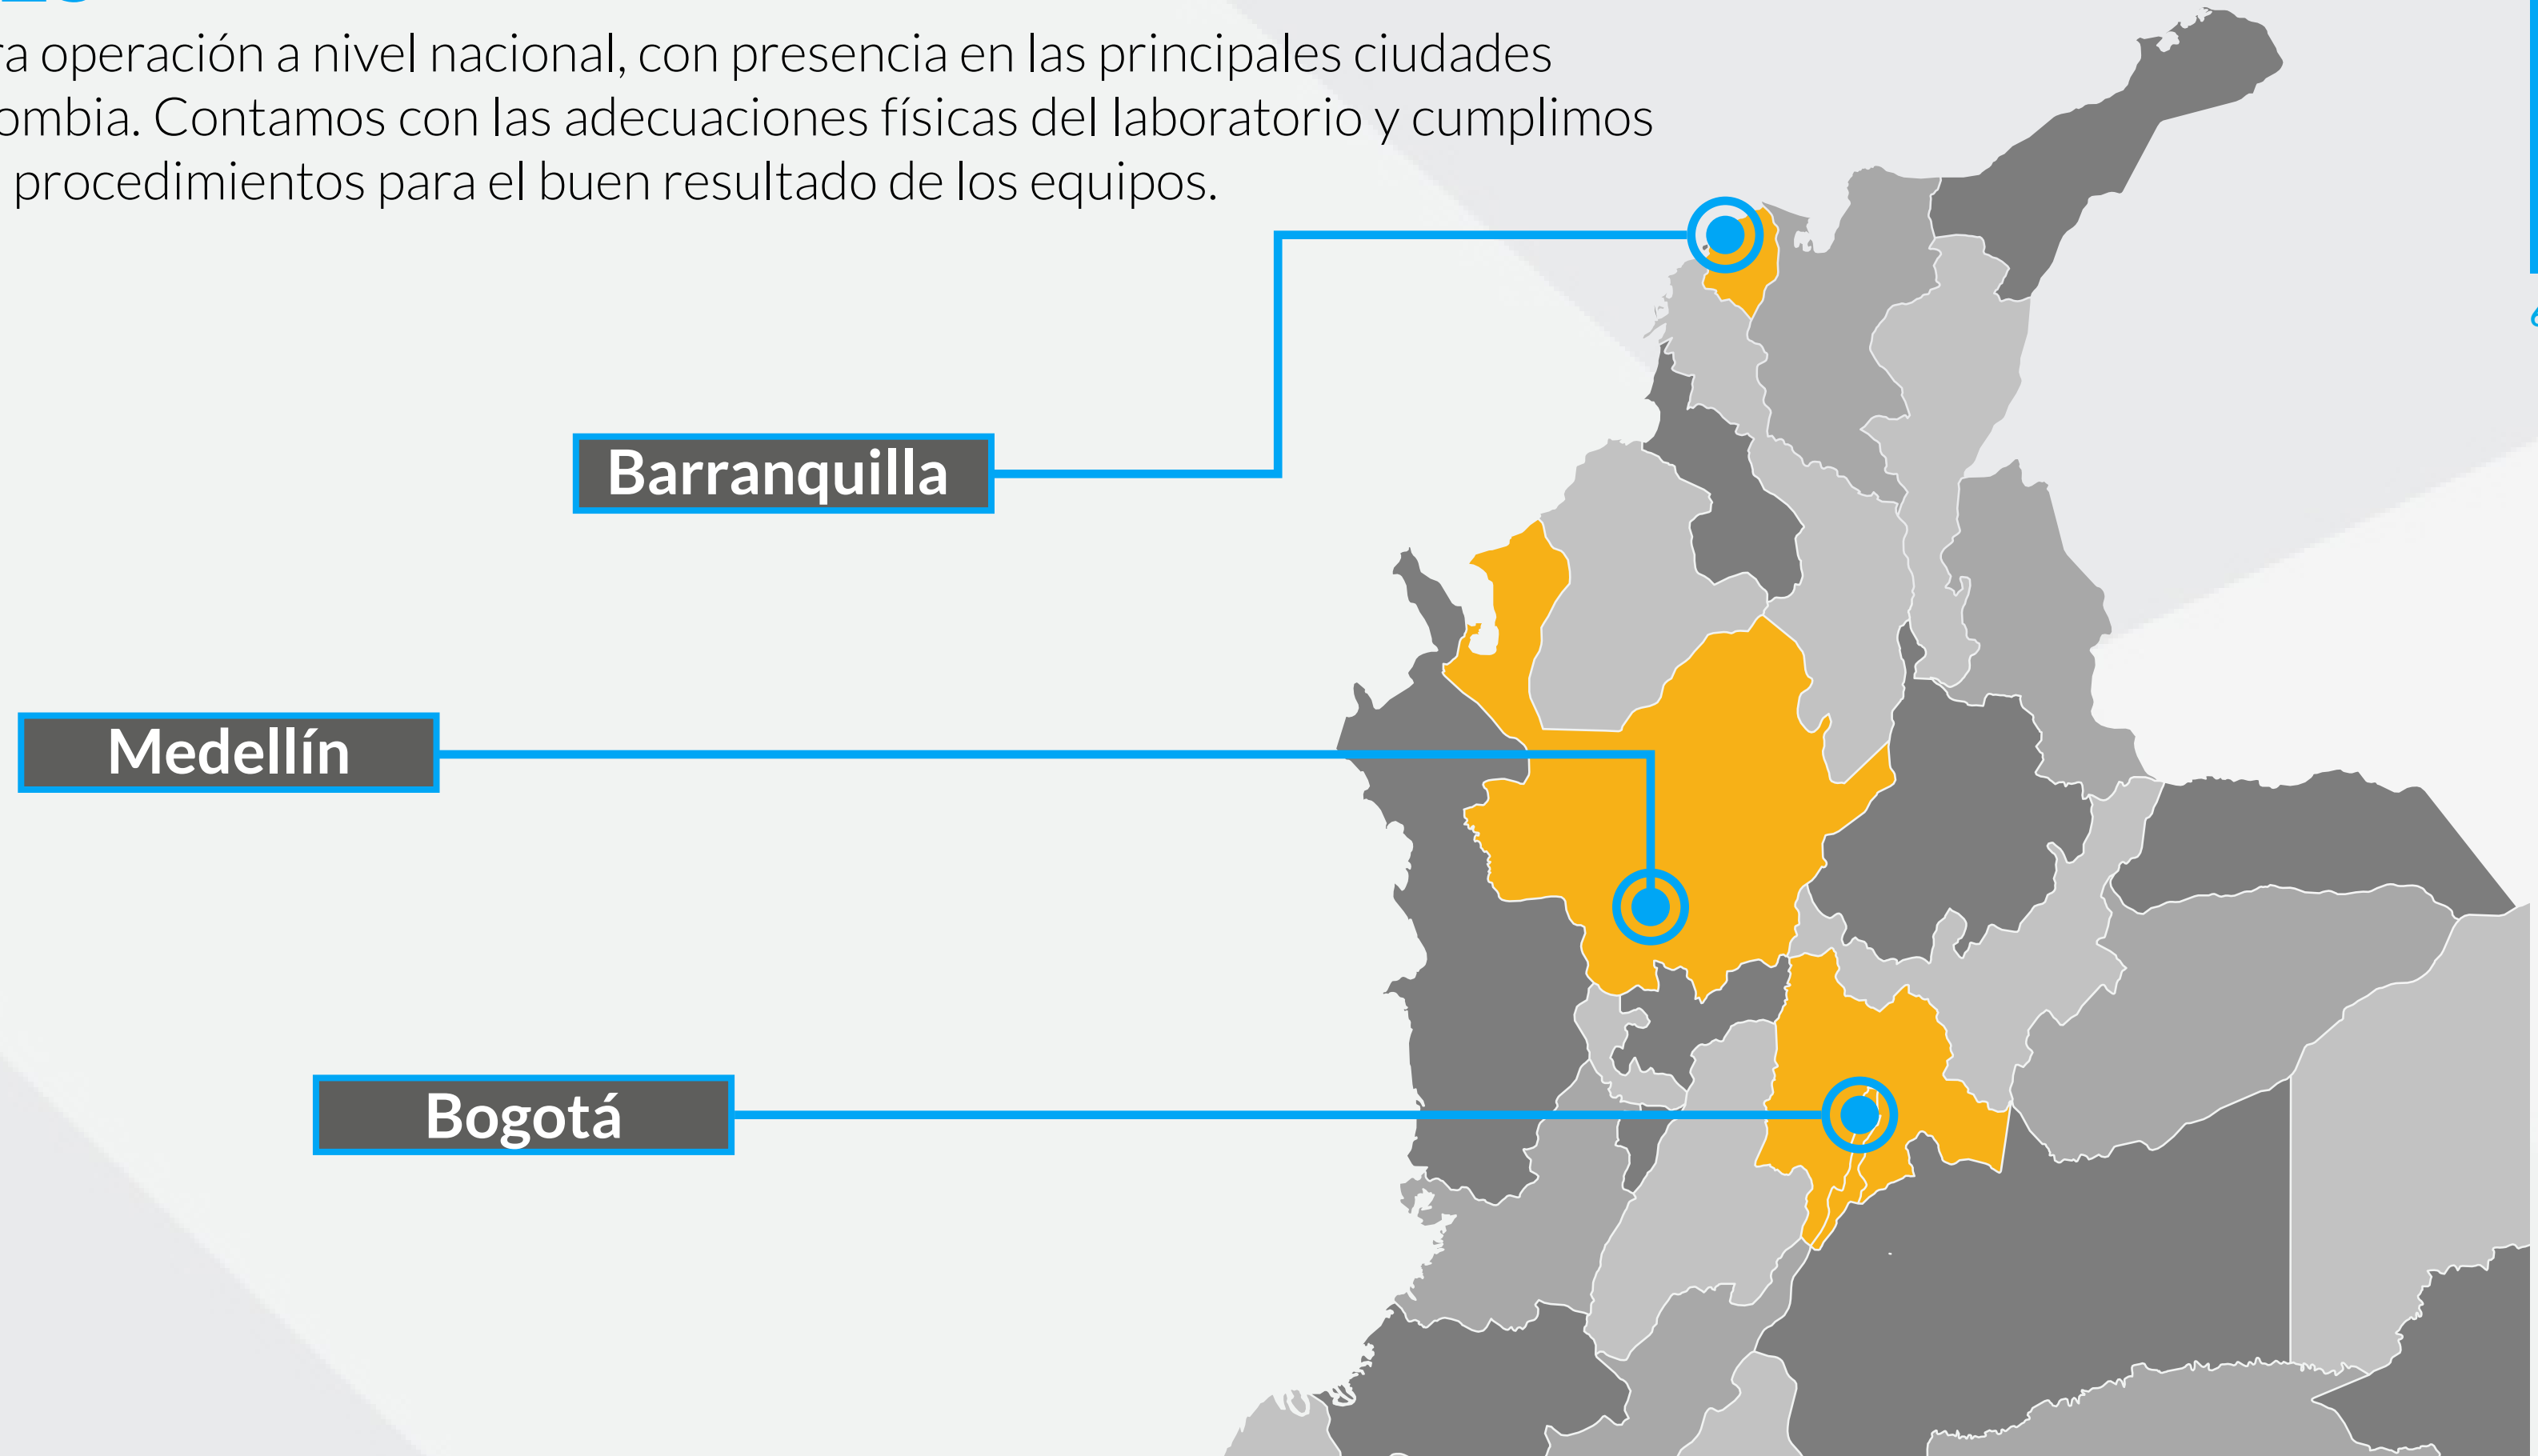 ra operación a nivel nacional, con presencia en las principales ciudades
ombia. Contamos con las adecuaciones físicas del laboratorio y cumplimos
procedimientos para el buen resultado de los equipos.
Barranquilla
Medellín
Bogotá